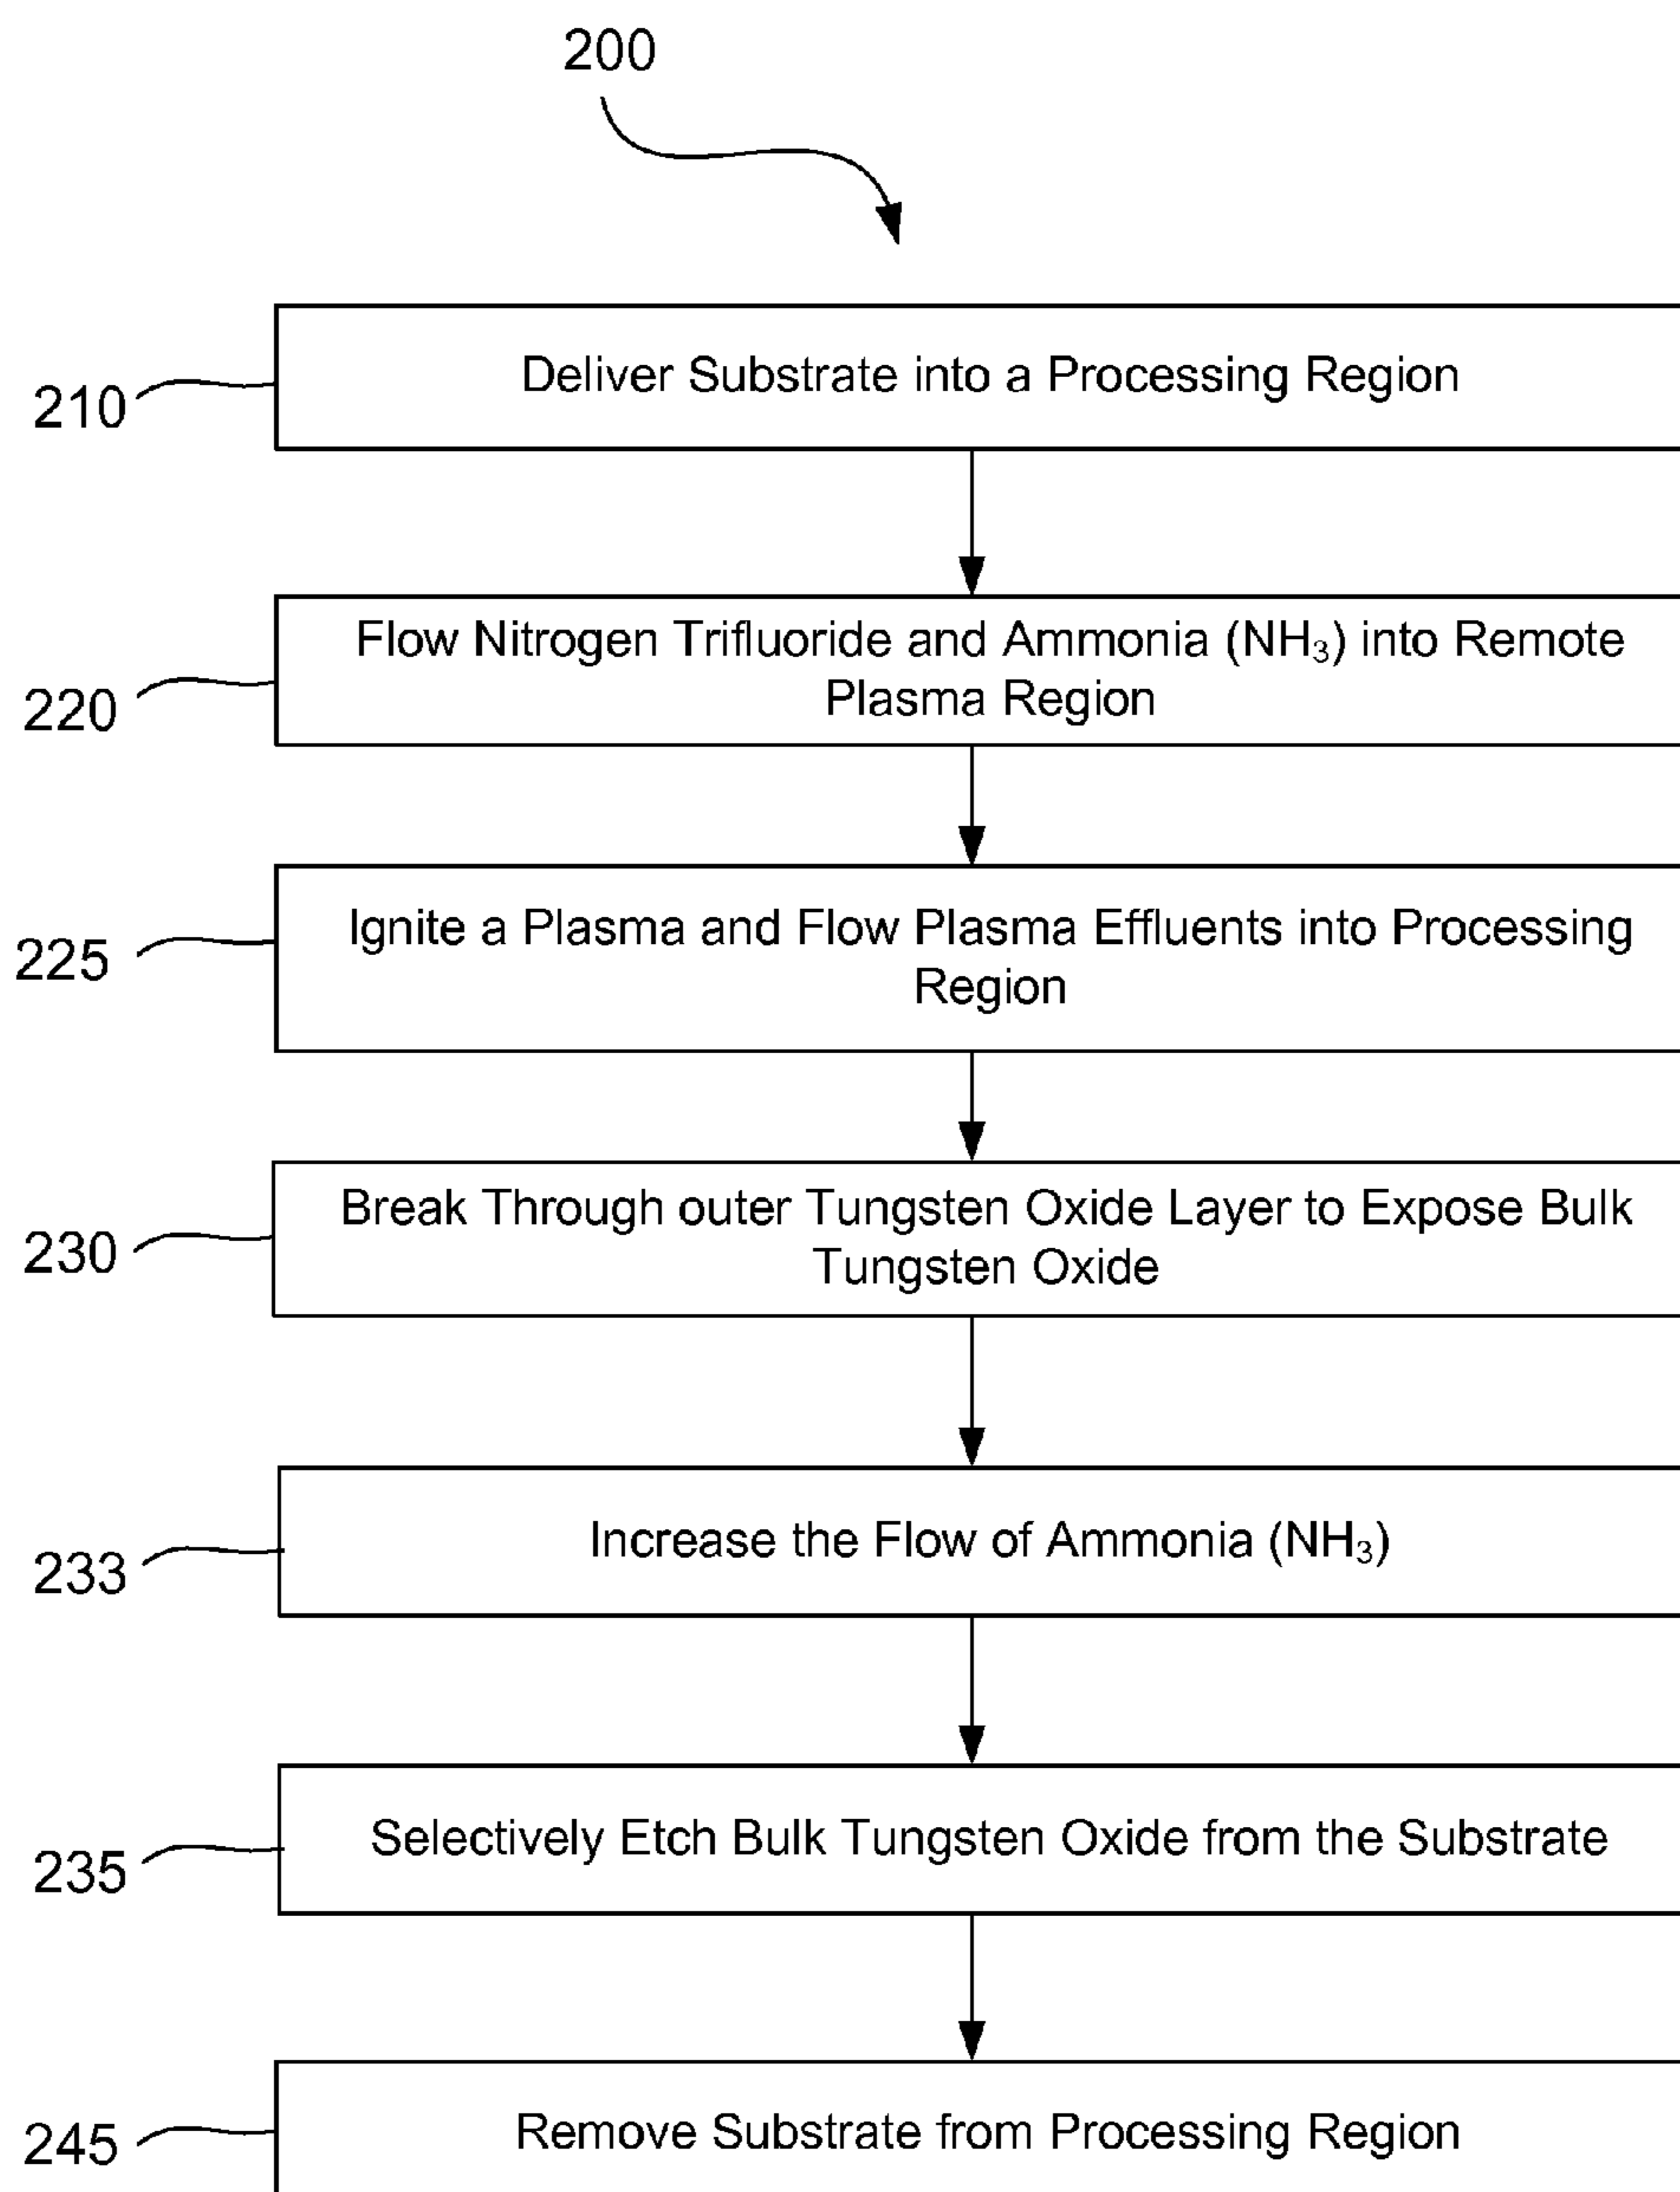 200
210
Deliver Substrate into a Processing Region
220
Flow Nitrogen Trifluoride and Ammonia (NH₃) into Remote
Plasma Region
225
Ignite a Plasma and Flow Plasma Effluents into Processing
Region
230
Break Through outer Tungsten Oxide Layer to Expose Bulk
Tungsten Oxide
233
Increase the Flow of Ammonia (NH₃)
235
Selectively Etch Bulk Tungsten Oxide from the Substrate
245
Remove Substrate from Processing Region